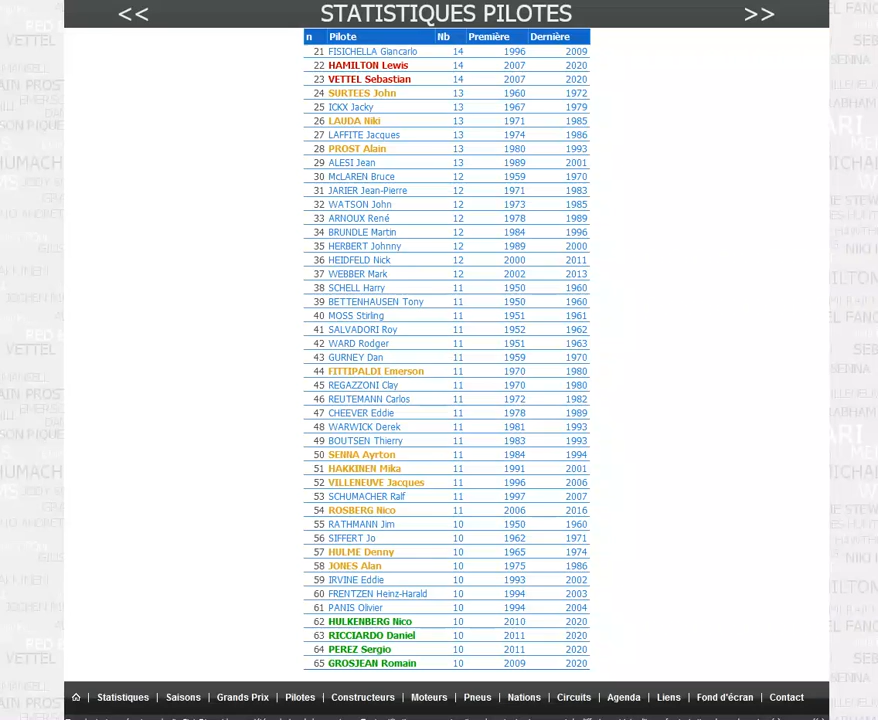 << STATISTIQUES PILOTES >>
n Pilote Nb Première Dernière
21 FISICHELLA Giancarlo 14 1996 2009
22 HAMILTON Lewis 14 2007 2020
23 VETTEL Sebastian 14 2007 2020
24 SURTEES John 13 1960 1972
25 ICKX Jacky 13 1967 1979
26 LAUDA Niki 13 1971 1985
27 LAFFITE Jacques 13 1974 1986
28 PROST Alain 13 1980 1993
29 ALESI Jean 13 1989 2001
30 McLAREN Bruce 12 1959 1970
31 JARIER Jean-Pierre 12 1971 1983
32 WATSON John 12 1973 1985
33 ARNOUX René 12 1978 1989
34 BRUNDLE Martin 12 1984 1996
35 HERBERT Johnny 12 1989 2000
36 HEIDFELD Nick 12 2000 2011
37 WEBBER Mark 12 2002 2013
38 SCHELL Harry 11 1950 1960
39 BETTENHAUSEN Tony 11 1950 1960
40 MOSS Stirling 11 1951 1961
41 SALVADORI Roy 11 1952 1962
42 WARD Rodger 11 1951 1963
43 GURNEY Dan 11 1959 1970
44 FITTIPALDI Emerson 11 1970 1980
45 REGAZZONI Clay 11 1970 1980
46 REUTEMANN Carlos 11 1972 1982
47 CHEEVER Eddie 11 1978 1989
48 WARWICK Derek 11 1981 1993
49 BOUTSEN Thierry 11 1983 1993
50 SENNA Ayrton 11 1984 1994
51 HAKKINEN Mika 11 1991 2001
52 VILLENEUVE Jacques 11 1996 2006
53 SCHUMACHER Ralf 11 1997 2007
54 ROSBERG Nico 11 2006 2016
55 RATHMANN Jim 10 1950 1960
56 SIFFERT Jo 10 1962 1971
57 HULME Denny 10 1965 1974
58 JONES Alan 10 1975 1986
59 IRVINE Eddie 10 1993 2002
60 FRENTZEN Heinz-Harald 10 1994 2003
61 PANIS Olivier 10 1994 2004
62 HULKENBERG Nico 10 2010 2020
63 RICCIARDO Daniel 10 2011 2020
64 PEREZ Sergio 10 2011 2020
65 GROSJEAN Romain 10 2009 2020
| Statistiques | Saisons | Grands Prix | Pilotes | Constructeurs | Moteurs | Pneus | Nations | Circuits | Agenda | Liens | Fond d'écran | Contact